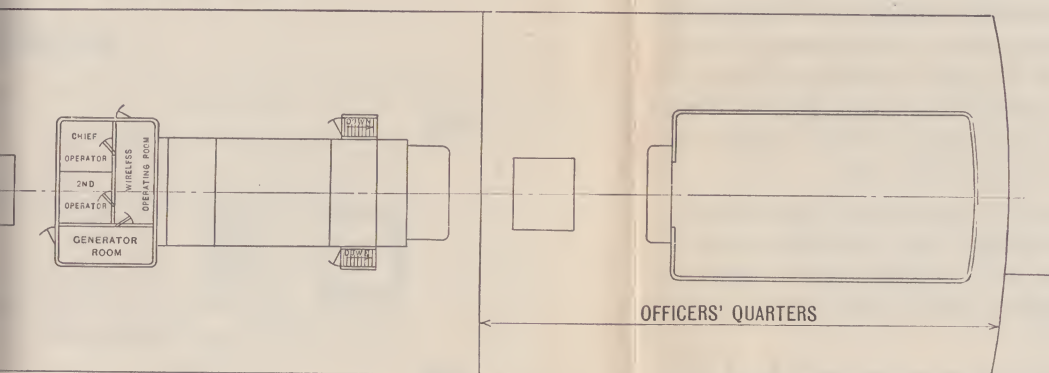 CHIEF
OPERATOR
2ND
OPERATOR
WIRELESS
OPERATING ROOM
GENERATOR
ROOM
DOWN
DOWN
OFFICERS' QUARTERS